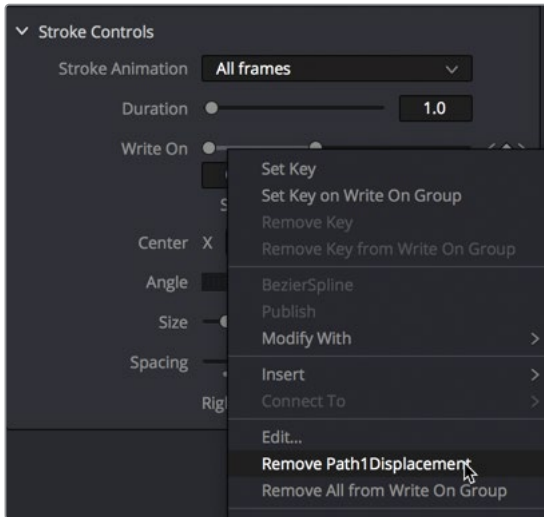 Stroke Controls
Stroke Animation All frames
Duration 1.0
Write On
Set Key
Set Key on Write On Group
Remove Key
Center X
Remove Key from Write On Group
Angle
BezierSpline
Publish
Size
Modify With
Spacing
Insert
Connect To
Edit...
Remove Path1Displacement
Remove All from Write On Group